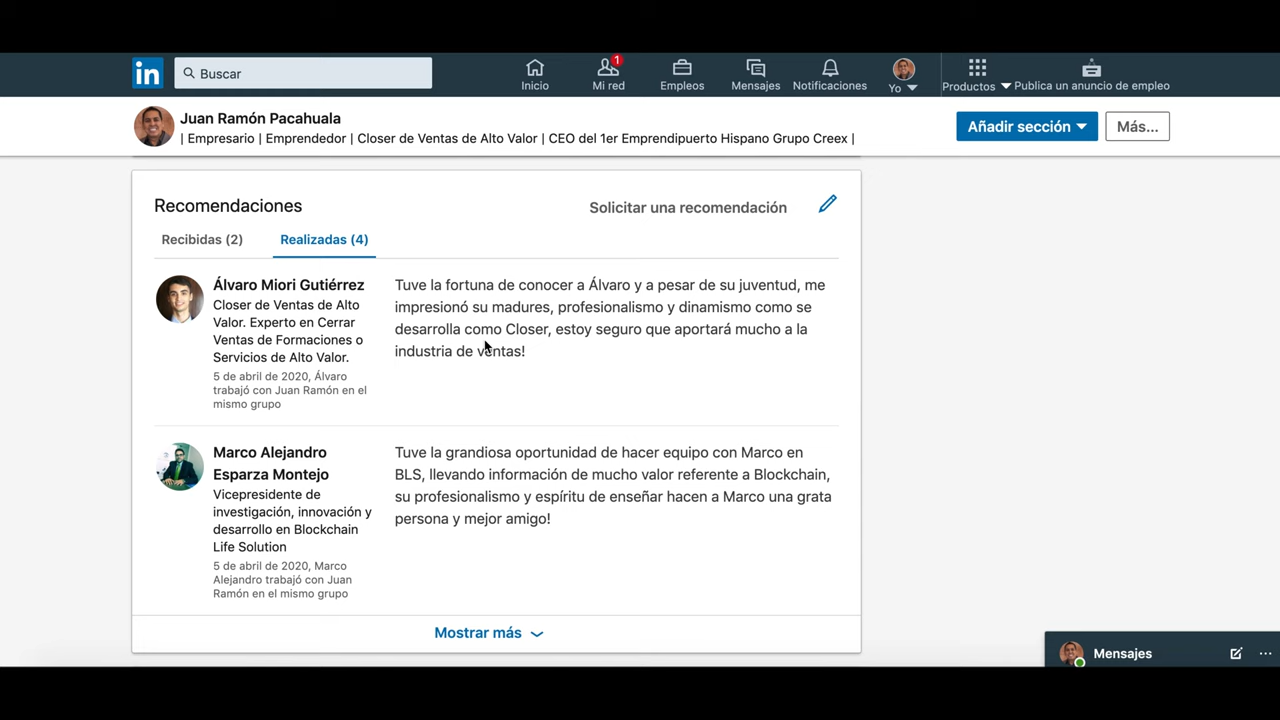 in
Buscar
1
Inicio
Mi red
Empleos
Mensajes
Notificaciones
Yo
Productos
Publica un anuncio de empleo
Juan Ramón Pacahuala
| Empresario | Emprendedor | Closer de Ventas de Alto Valor | CEO del 1er Emprendipuerto Hispano Grupo Creex |
Añadir sección
Más...
Recomendaciones
Solicitar una recomendación
Recibidas (2)
Realizadas (4)
Álvaro Miori Gutiérrez
Closer de Ventas de Alto
Valor. Experto en Cerrar
Ventas de Formaciones o
Servicios de Alto Valor.
5 de abril de 2020, Álvaro
trabajó con Juan Ramón en el
mismo grupo
Tuve la fortuna de conocer a Álvaro y a pesar de su juventud, me
impresionó su madures, profesionalismo y dinamismo como se
desarrolla como Closer, estoy seguro que aportará mucho a la
industria de ventas!
Marco Alejandro
Esparza Montejo
Vicepresidente de
investigación, innovación y
desarrollo en Blockchain
Life Solution
5 de abril de 2020, Marco
Alejandro trabajó con Juan
Ramón en el mismo grupo
Tuve la grandiosa oportunidad de hacer equipo con Marco en
BLS, llevando información de mucho valor referente a Blockchain,
su profesionalismo y espíritu de enseñar hacen a Marco una grata
persona y mejor amigo!
Mostrar más
Mensajes